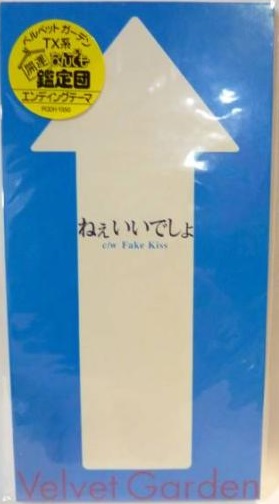 ベルベット ガーデン
TX系
開運 なんでも
鑑定団
エンディングテーマ
ねぇいいでしょ
c/w Fake Kiss
Velvet Garden